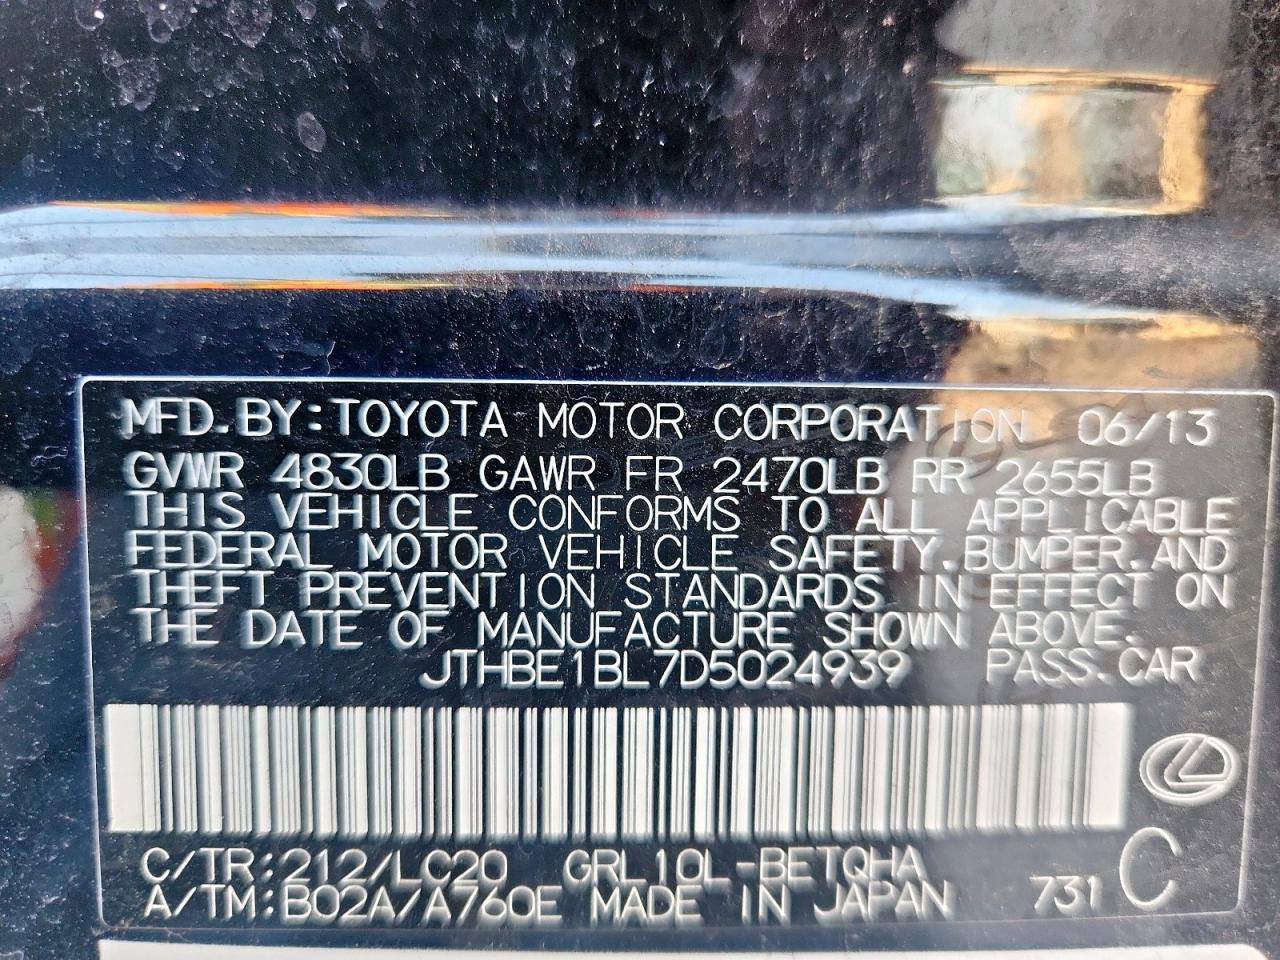 MFD.BY:TOYOTA MOTOR CORPORATION 06/13
GVWR 4830LB GAWR FR 2470LB RR 2655LB
THIS VEHICLE CONFORMS TO ALL APPLICABLE
FEDERAL MOTOR VEHICLE SAFETY.BUMPER.AND
THEFT PREVENTION STANDARDS IN EFFECT ON
THE DATE OF MANUFACTURE SHOWN ABOVE.
JTHBE1BL7D5024939 PASS.CAR
C/TR:212/LC20 GRL10L-BETQHA
A/TM:B02A/A760E MADE IN JAPAN 731 C